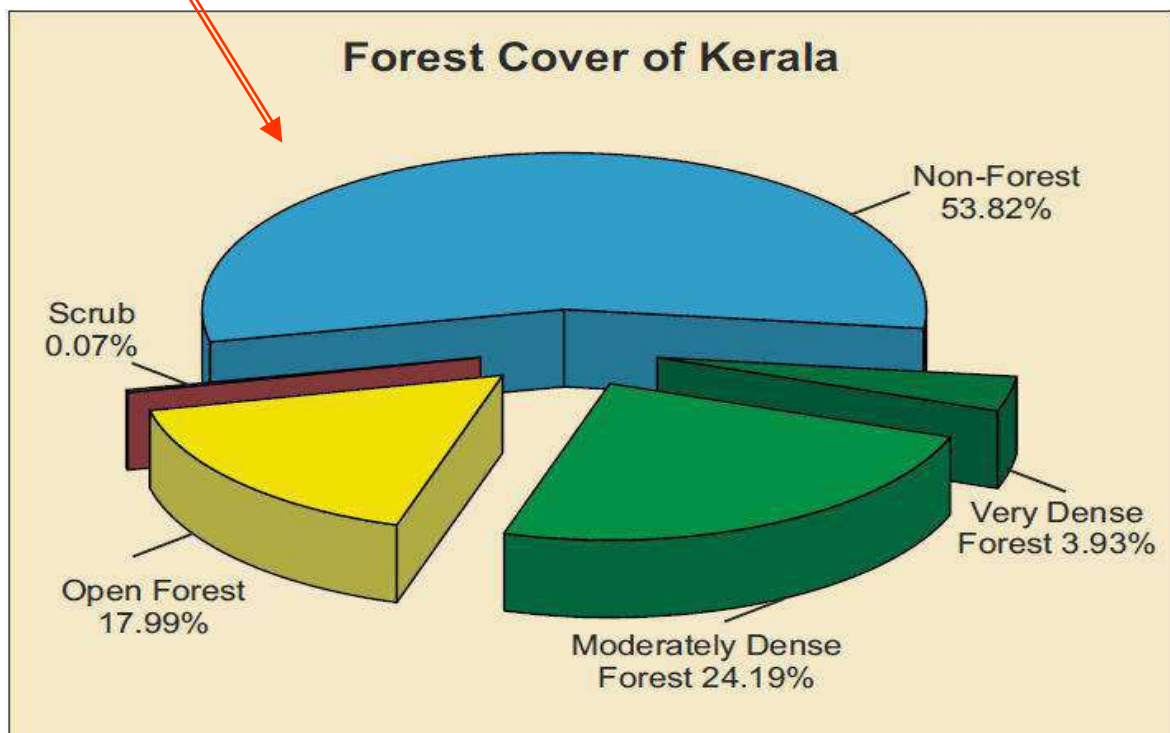 Forest Cover of Kerala
Non-Forest
53.82%
Scrub
0.07%
Very Dense
Forest 3.93%
Open Forest
17.99%
Moderately Dense
Forest 24.19%